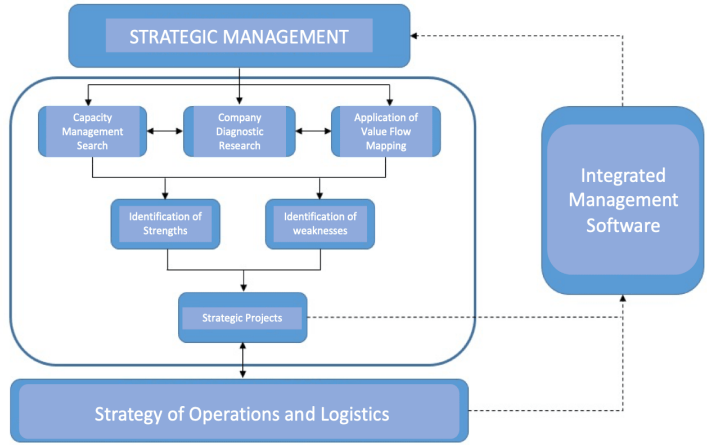 STRATEGIC MANAGEMENT
Capacity
Management
Search
Company
Diagnostic
Research
Application of
Value Flow
Mapping
Integrated
Management
Software
Identification of
Strengths
Identification of
weaknesses
Strategic Projects
Strategy of Operations and Logistics